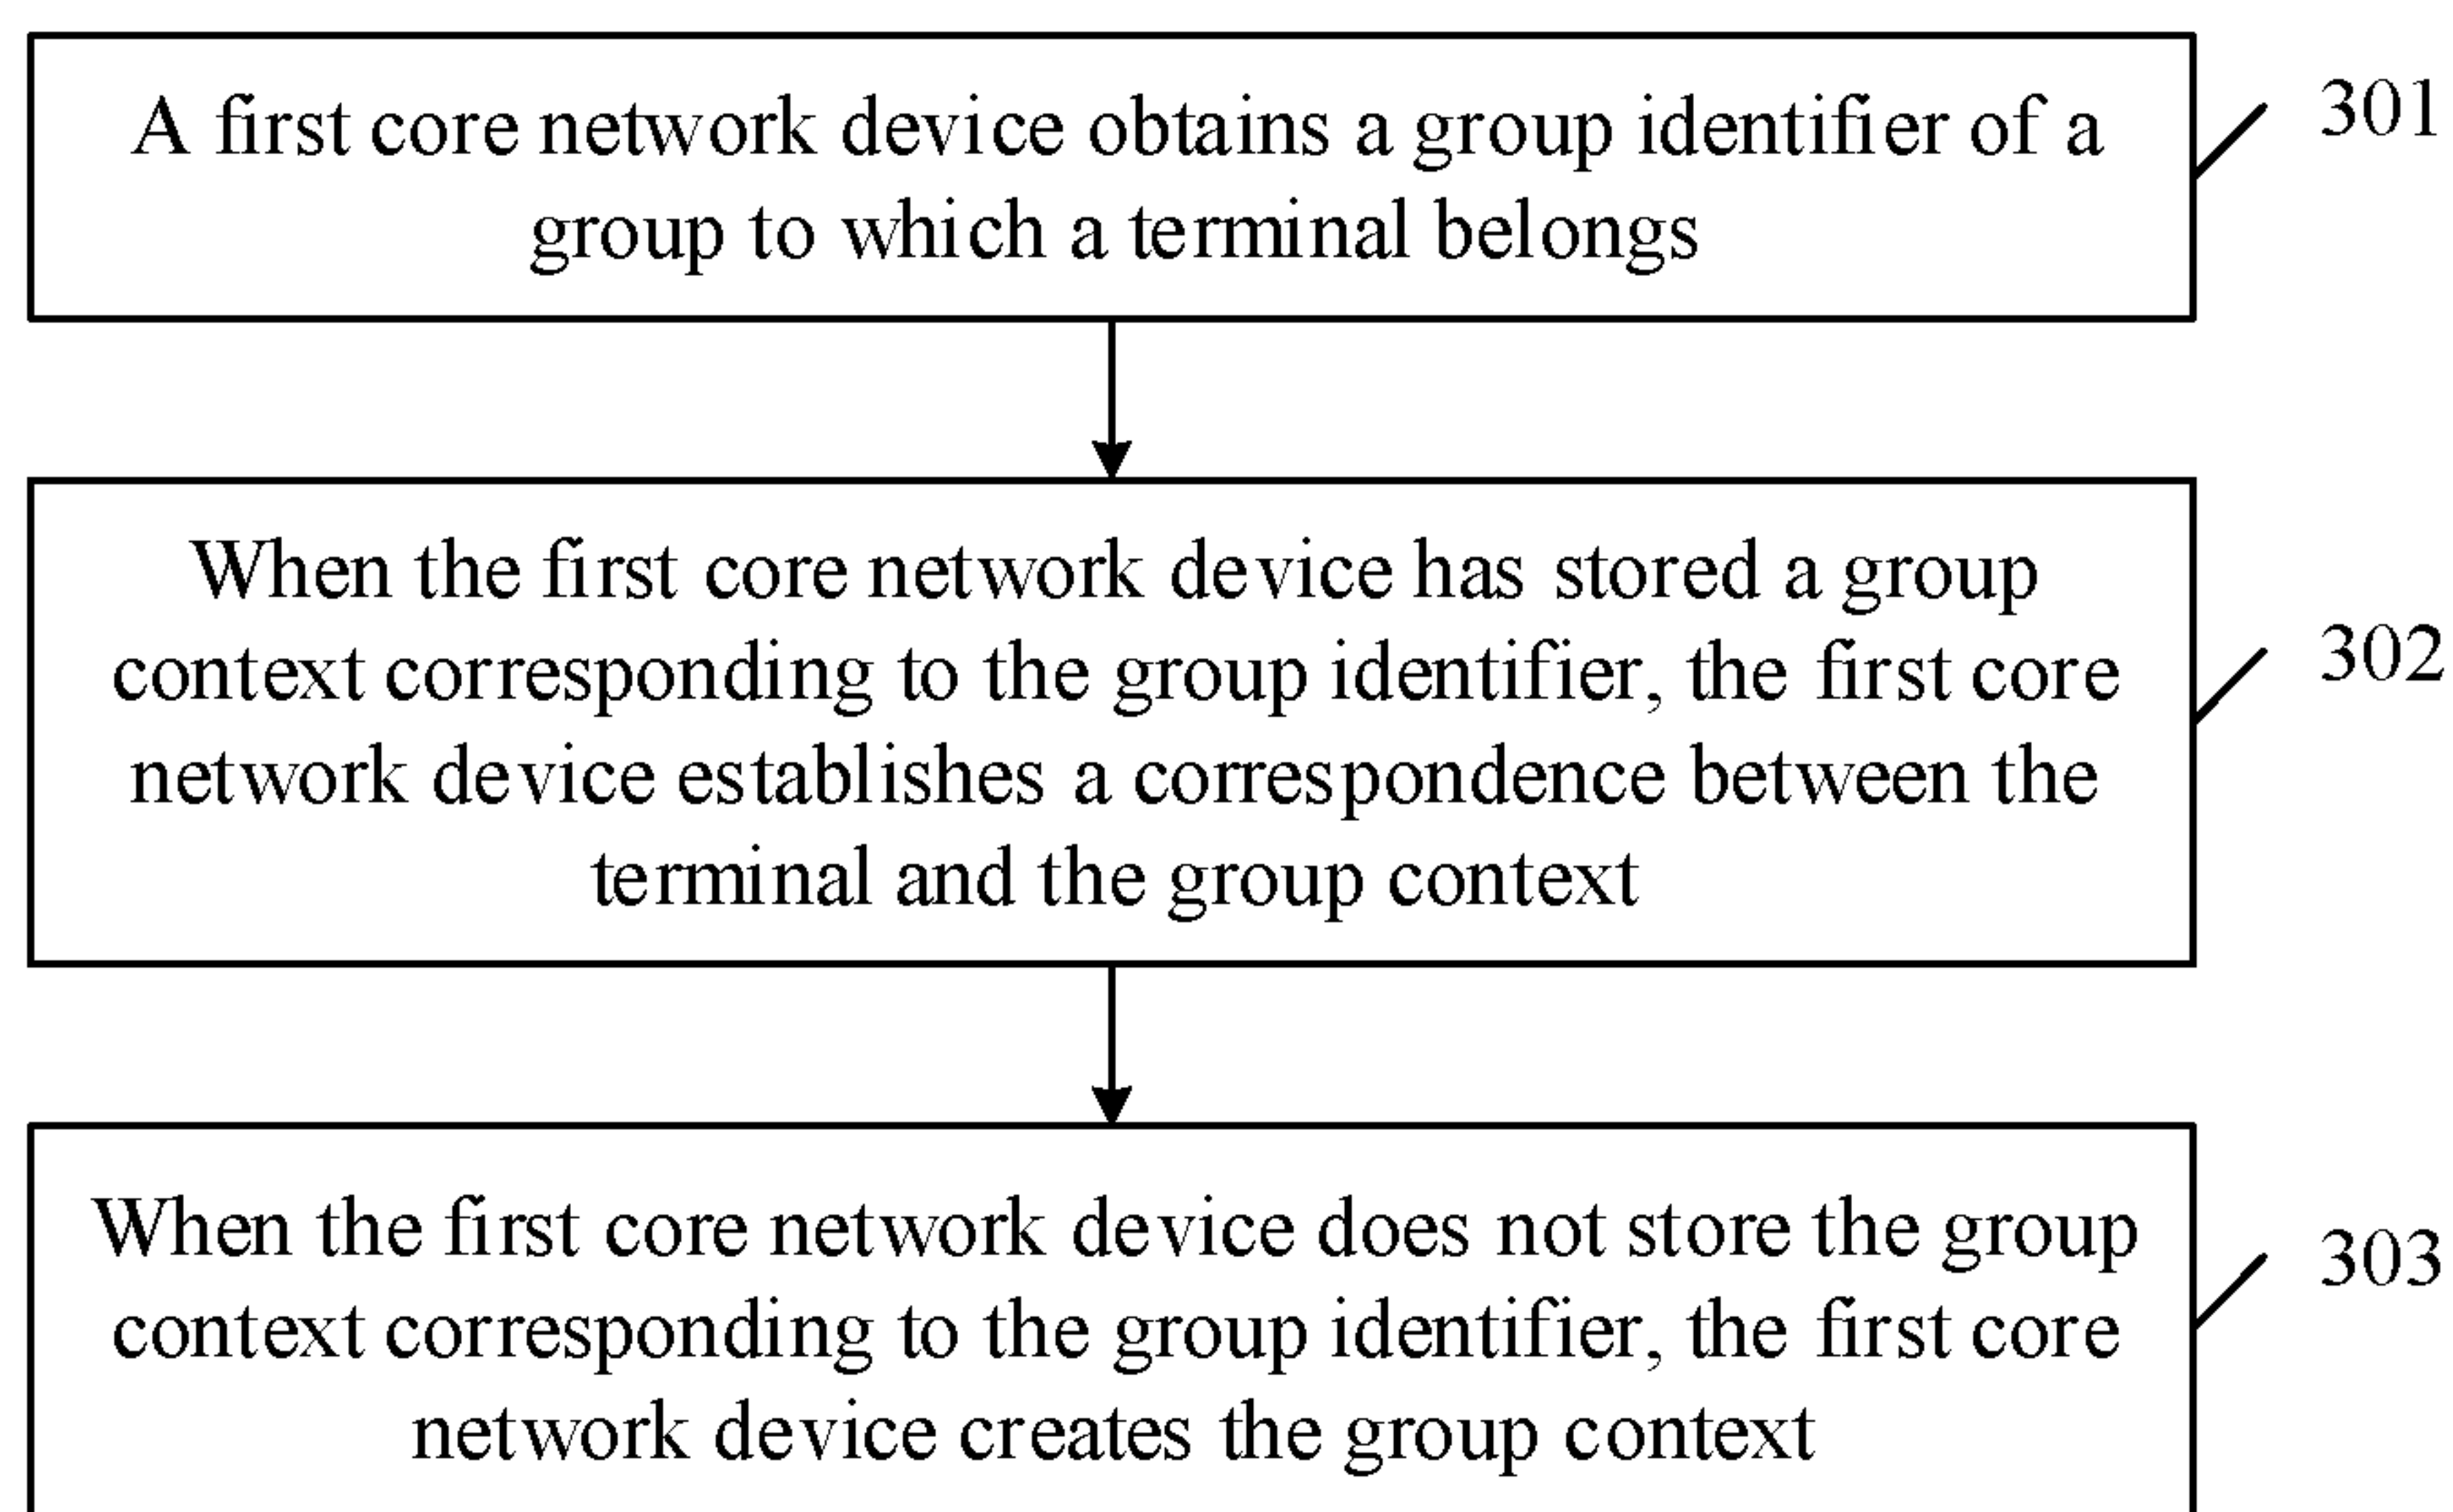 A first core network device obtains a group identifier of a
group to which a terminal belongs
301
When the first core network device has stored a group
context corresponding to the group identifier, the first core
network device establishes a correspondence between the
terminal and the group context
302
When the first core network device does not store the group
context corresponding to the group identifier, the first core
network device creates the group context
303